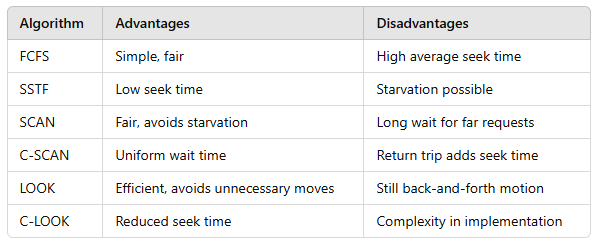 Algorithm Advantages Disadvantages
FCFS Simple, fair High average seek time
SSTF Low seek time Starvation possible
SCAN Fair, avoids starvation Long wait for far requests
C-SCAN Uniform wait time Return trip adds seek time
LOOK Efficient, avoids unnecessary moves Still back-and-forth motion
C-LOOK Reduced seek time Complexity in implementation